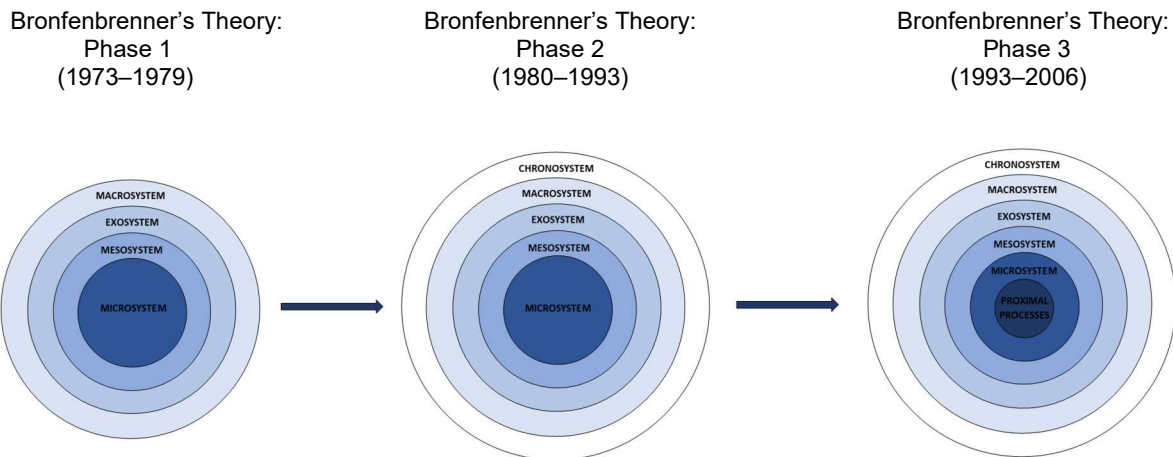 Bronfenbrenner’s Theory:
Phase 1
(1973–1979)
Bronfenbrenner’s Theory:
Phase 2
(1980–1993)
Bronfenbrenner’s Theory:
Phase 3
(1993–2006)
MACROSYSTEM
EXOSYSTEM
MESOSYSTEM
MICROSYSTEM
CHRONOSYSTEM
MACROSYSTEM
EXOSYSTEM
MESOSYSTEM
MICROSYSTEM
CHRONOSYSTEM
MACROSYSTEM
EXOSYSTEM
MESOSYSTEM
MICROSYSTEM
PROXIMAL
PROCESSES